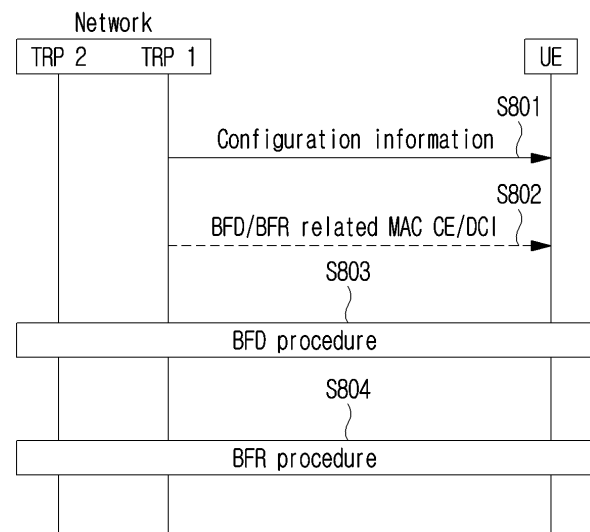 Network
TRP 2 TRP 1 UE
S801
Configuration information
S802
BFD/BFR related MAC CE/DCI
S803
BFD procedure
S804
BFR procedure